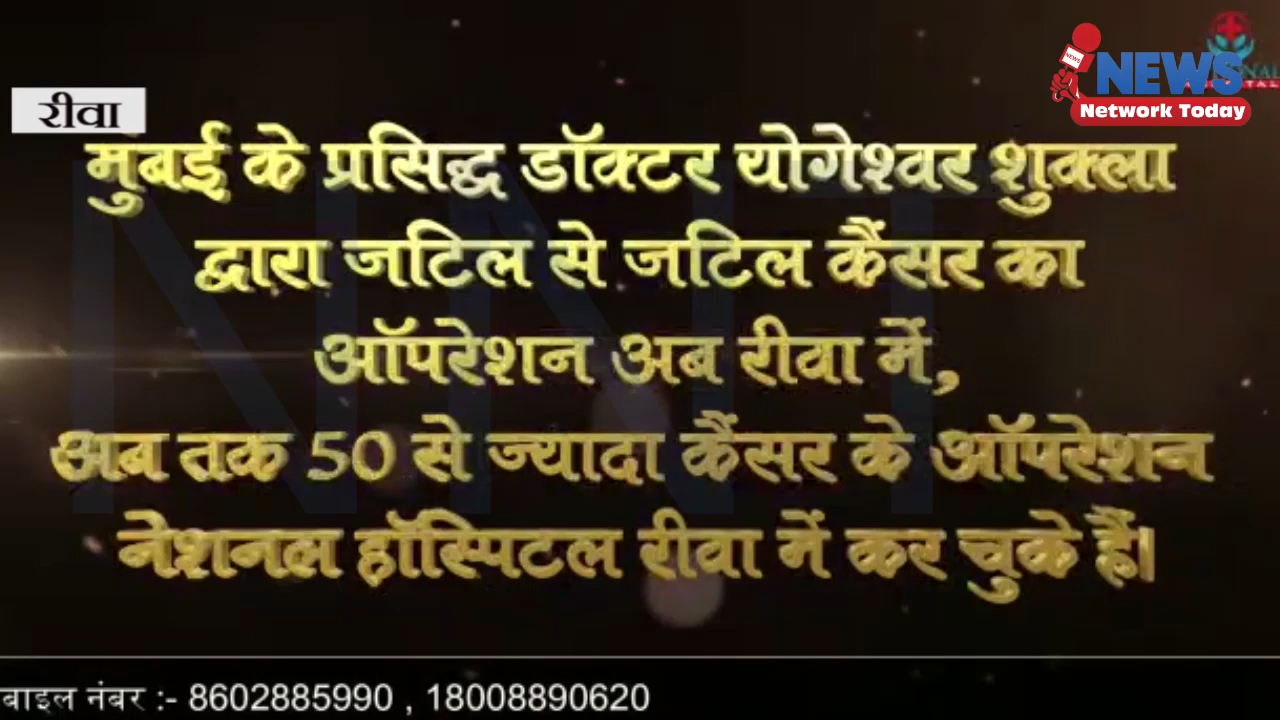 NEWS
Network Today
रीवा
मुंबई के प्रसिद्ध डॉक्टर योगेश्वर शुक्ला
द्वारा जटिल से जटिल कैंसर का
ऑपरेशन अब रीवा में,
अब तक 50 से ज्यादा कैंसर के ऑपरेशन
नेशनल हॉस्पिटल रीवा में कर चुके हैं।
बाइल नंबर :- 8602885990 , 18008890620